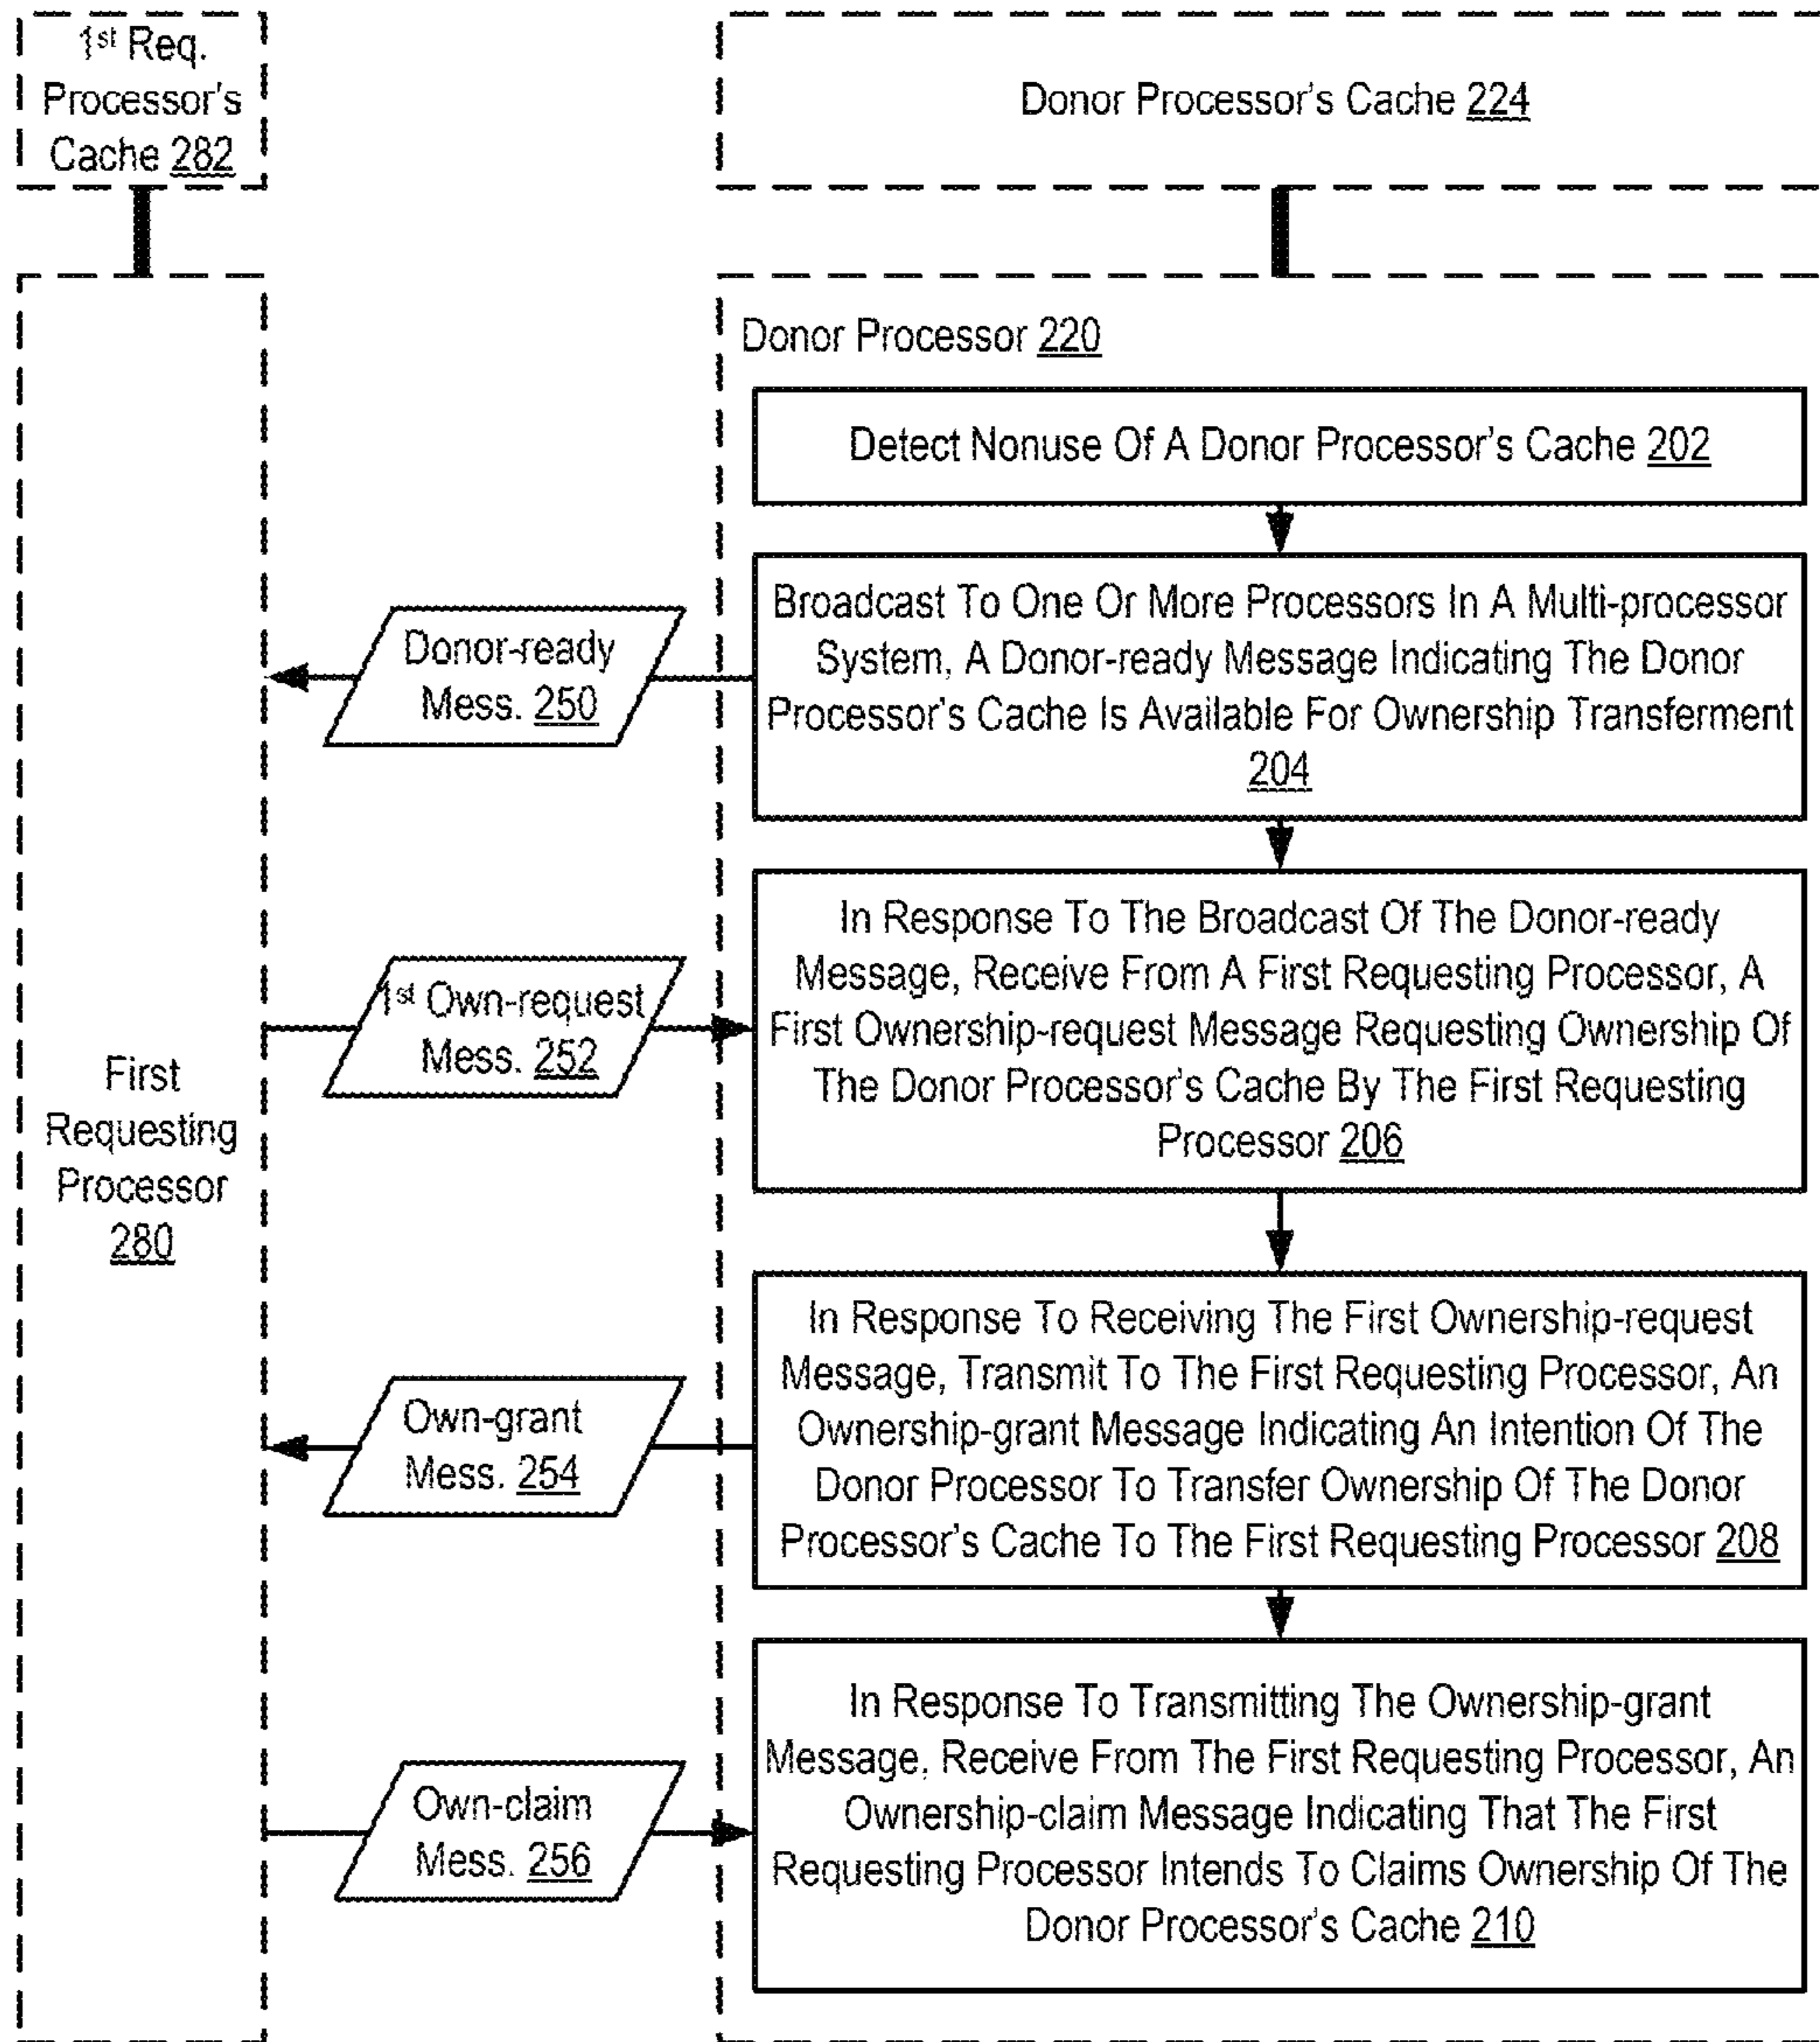 1st Req.
Processor's
Cache 282
Donor Processor's Cache 224
Donor Processor 220
Detect Nonuse Of A Donor Processor's Cache 202
Broadcast To One Or More Processors In A Multi-processor
System, A Donor-ready Message Indicating The Donor
Processor's Cache Is Available For Ownership Transferment
204
Donor-ready
Mess. 250
In Response To The Broadcast Of The Donor-ready
Message, Receive From A First Requesting Processor, A
First Ownership-request Message Requesting Ownership Of
The Donor Processor's Cache By The First Requesting
Processor 206
1st Own-request
Mess. 252
First
Requesting
Processor
280
In Response To Receiving The First Ownership-request
Message, Transmit To The First Requesting Processor, An
Ownership-grant Message Indicating An Intention Of The
Donor Processor To Transfer Ownership Of The Donor
Processor's Cache To The First Requesting Processor 208
Own-grant
Mess. 254
In Response To Transmitting The Ownership-grant
Message, Receive From The First Requesting Processor, An
Ownership-claim Message Indicating That The First
Requesting Processor Intends To Claims Ownership Of The
Donor Processor's Cache 210
Own-claim
Mess. 256